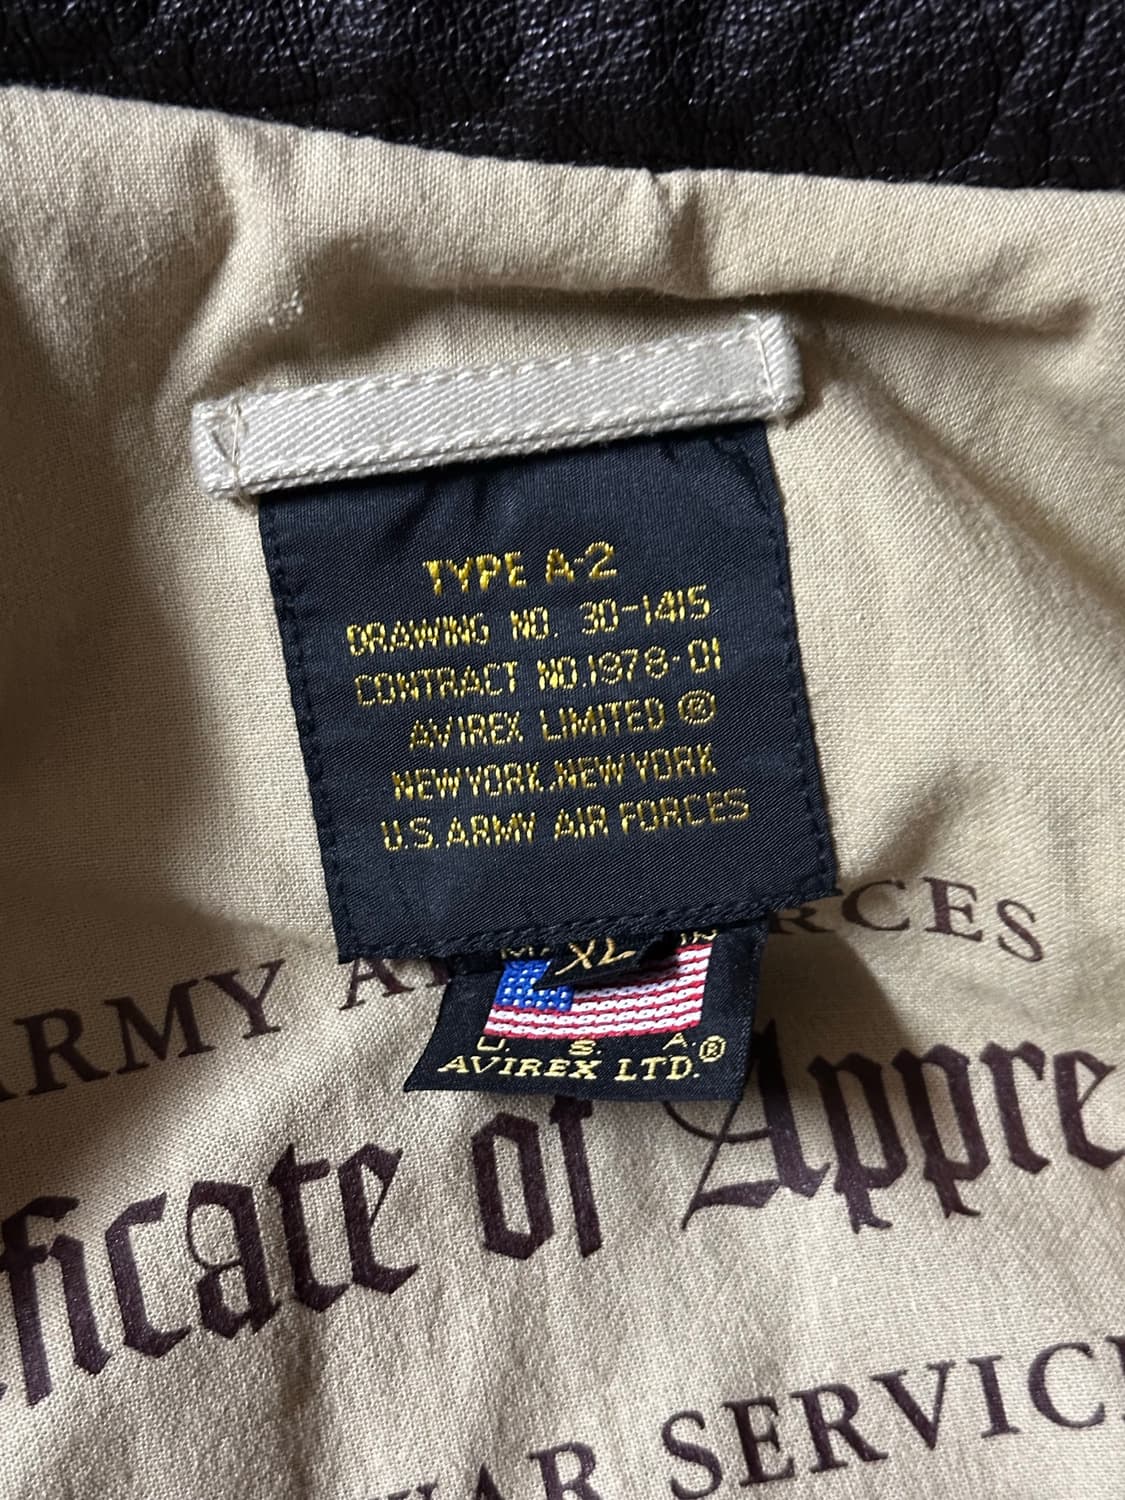 TYPE A-2
DRAWING NO. 30-1415
CONTRACT NO.1978-01
AVIREX LIMITED ®
NEW YORK,NEW YORK
U.S.ARMY AIR FORCES
XL
U. S. A.
AVIREX LTD.®
ARMY A RCES
ficate of Appre
WAR SERVIC